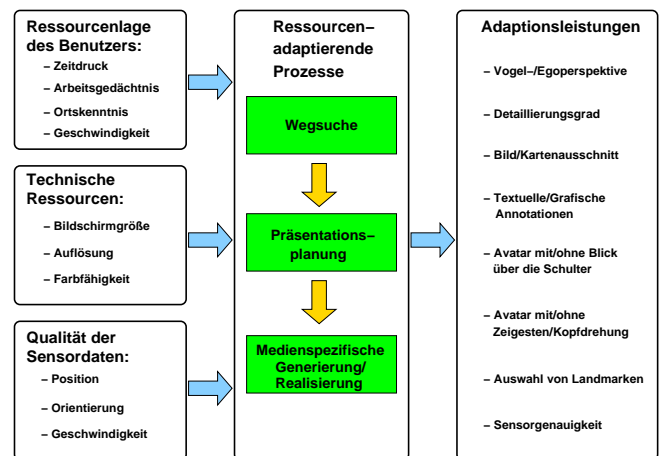 Ressourcenlage
des Benutzers:
– Zeitdruck
– Arbeitsgedächtnis
– Ortskenntnis
– Geschwindigkeit
Technische
Ressourcen:
– Bildschirmgröße
– Auflösung
– Farbfähigkeit
Qualität der
Sensordaten:
– Position
– Orientierung
– Geschwindigkeit
Ressourcen–
adaptierende
Prozesse
Wegsuche
Präsentations–
planung
Medienspezifische
Generierung/
Realisierung
Adaptionsleistungen
– Vogel–/Egoperspektive
– Detaillierungsgrad
– Bild/Kartenausschnitt
– Textuelle/Grafische
Annotationen
– Avatar mit/ohne Blick
über die Schulter
– Avatar mit/ohne
Zeigesten/Kopfdrehung
– Auswahl von Landmarken
– Sensorgenauigkeit